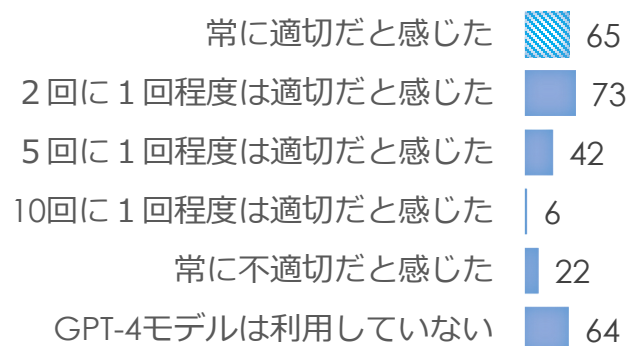 常に適切だと感じた 65
２回に１回程度は適切だと感じた 73
５回に１回程度は適切だと感じた 42
10回に１回程度は適切だと感じた 6
常に不適切だと感じた 22
GPT-4モデルは利用していない 64